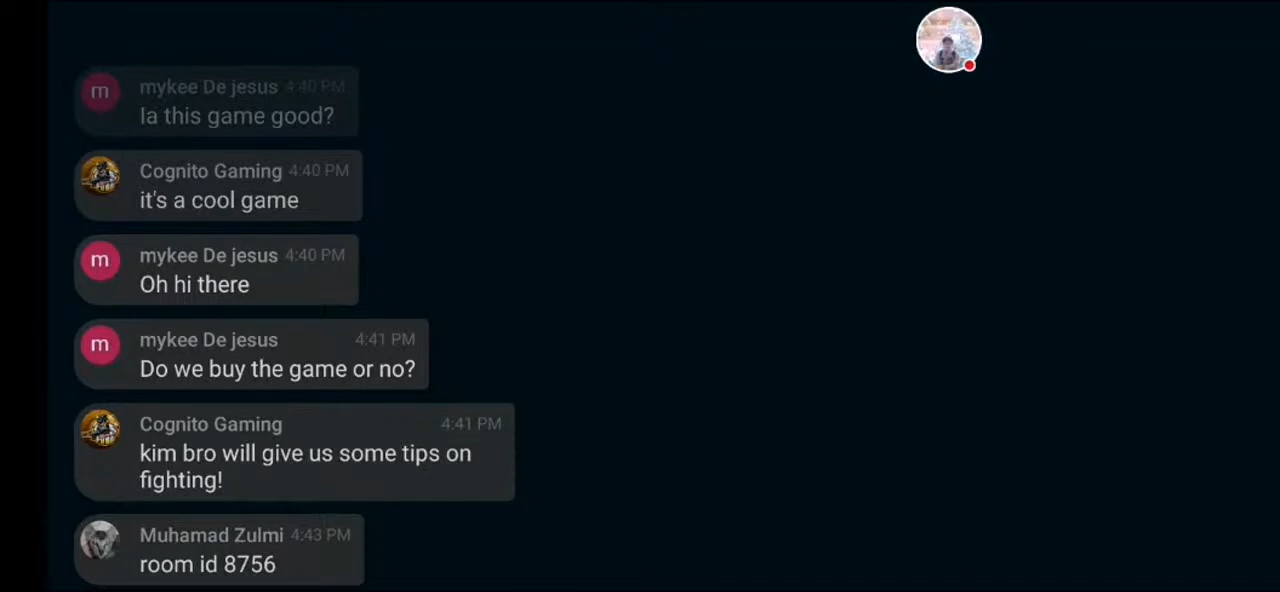 mykee De jesus 4:40 PM
Ia this game good?
Cognito Gaming 4:40 PM
it's a cool game
m
mykee De jesus 4:40 PM
Oh hi there
m
mykee De jesus 4:41 PM
Do we buy the game or no?
Cognito Gaming 4:41 PM
kim bro will give us some tips on
fighting!
Muhamad Zulmi 4:43 PM
room id 8756